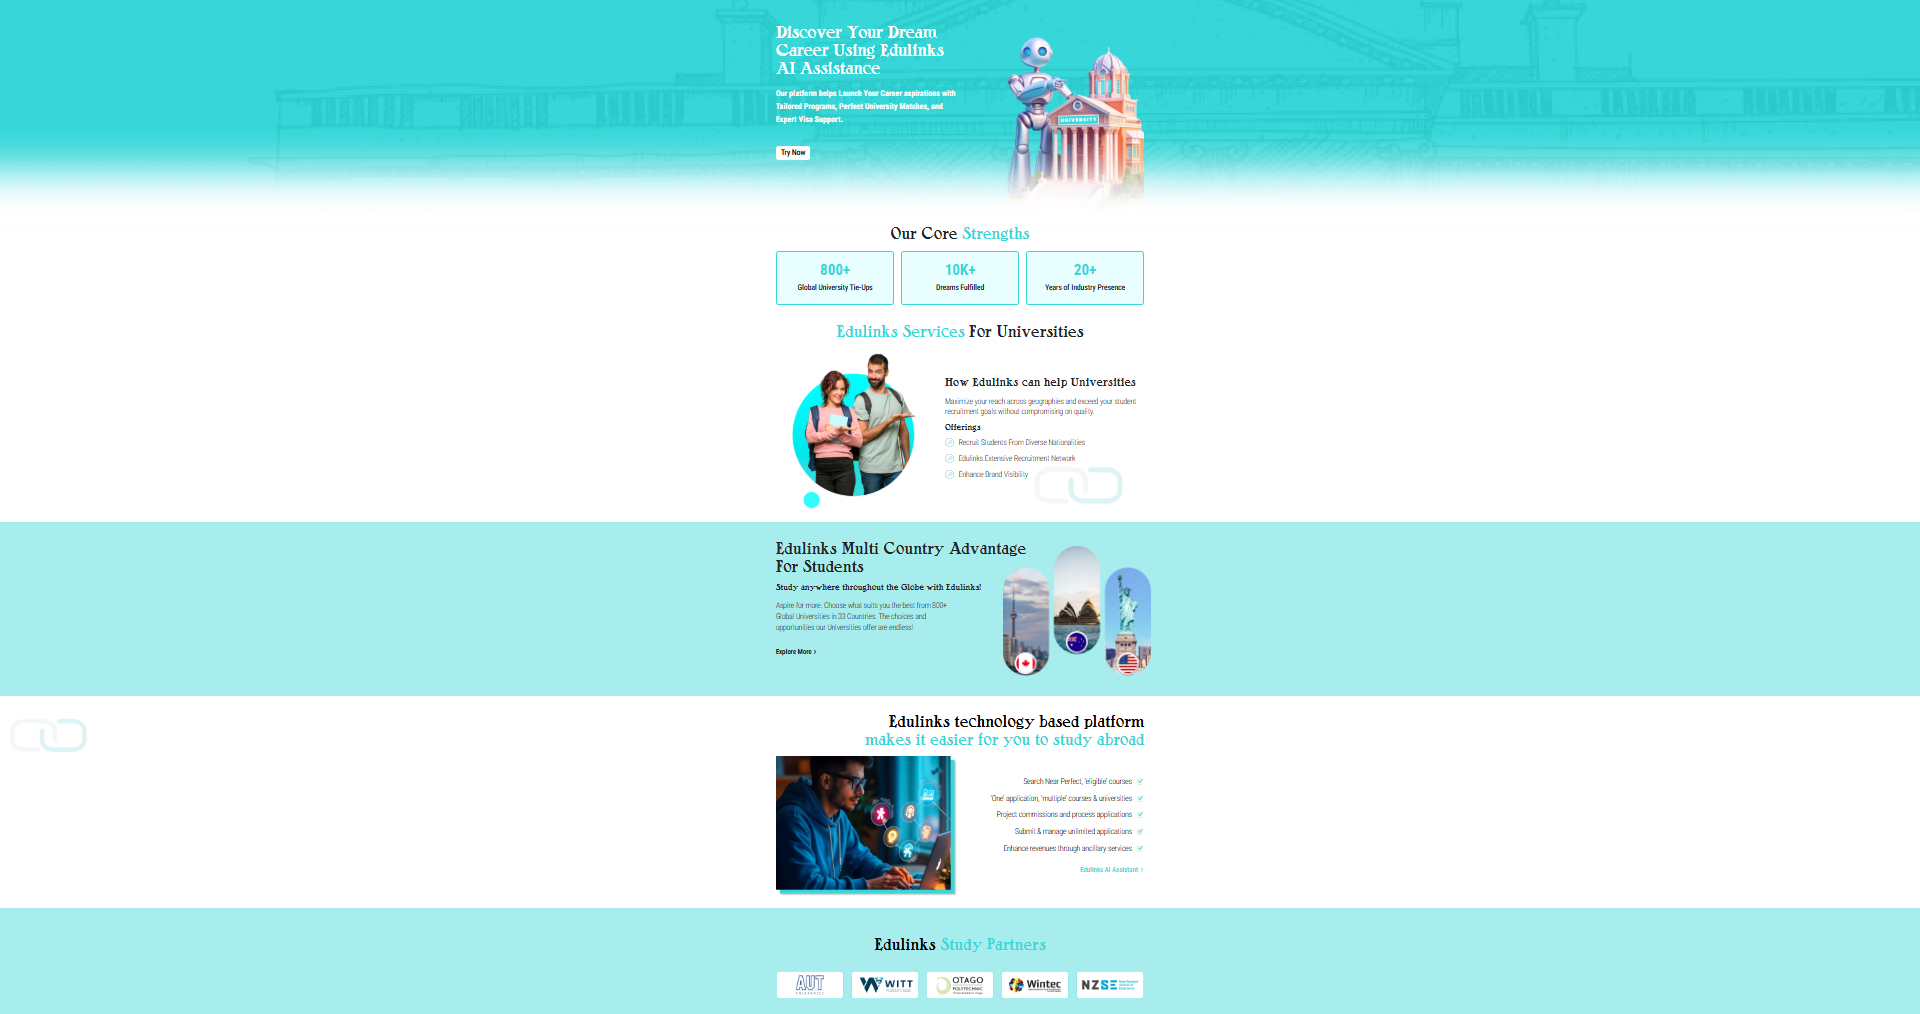 Discover Your Dream
Career Using Edulinks
AI Assistance
Our platform helps Launch Your Career aspirations with
Tailored Programs, Perfect University Matches, and
Expert Visa Support.
Try Now
UNIVERSITY
Our Core Strengths
800+
Global University Tie-Ups
10K+
Dreams Fulfilled
20+
Years of Industry Presence
Edulinks Services For Universities
How Edulinks can help Universities
Maximize your reach across geographies and exceed your student
recruitment goals without compromising on quality.
Offerings
Recruit Students From Diverse Nationalities
Edulinks Extensive Recruitment Network
Enhance Brand Visibility
Edulinks Multi Country Advantage
For Students
Study anywhere throughout the Globe with Edulinks!
Aspire for more. Choose what suits you the best from 800+
Global Universities in 33 Countries. The choices and
opportunities our Universities offer are endless!
Explore More ›
Edulinks technology based platform
makes it easier for you to study abroad
Search Near Perfect, 'eligible' courses
'One' application, 'multiple' courses & universities
Project commissions and process applications
Submit & manage unlimited applications
Enhance revenues through ancillary services
Edulinks AI Assistant ›
Edulinks Study Partners
AUT
WITT
OTAGO
POLYTECHNIC
Wintec
NZSE